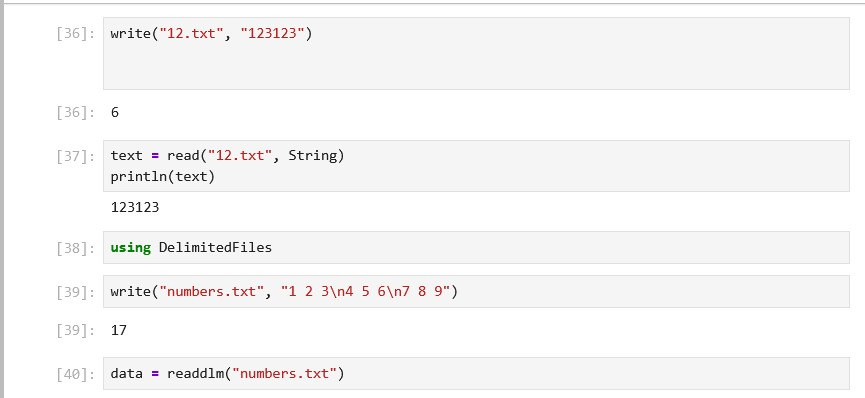 [36]: write("12.txt", "123123")
[36]: 6
[37]: text = read("12.txt", String)
println(text)
123123
[38]: using DelimitedFiles
[39]: write("numbers.txt", "1 2 3\n4 5 6\n7 8 9")
[39]: 17
[40]: data = readdlm("numbers.txt")